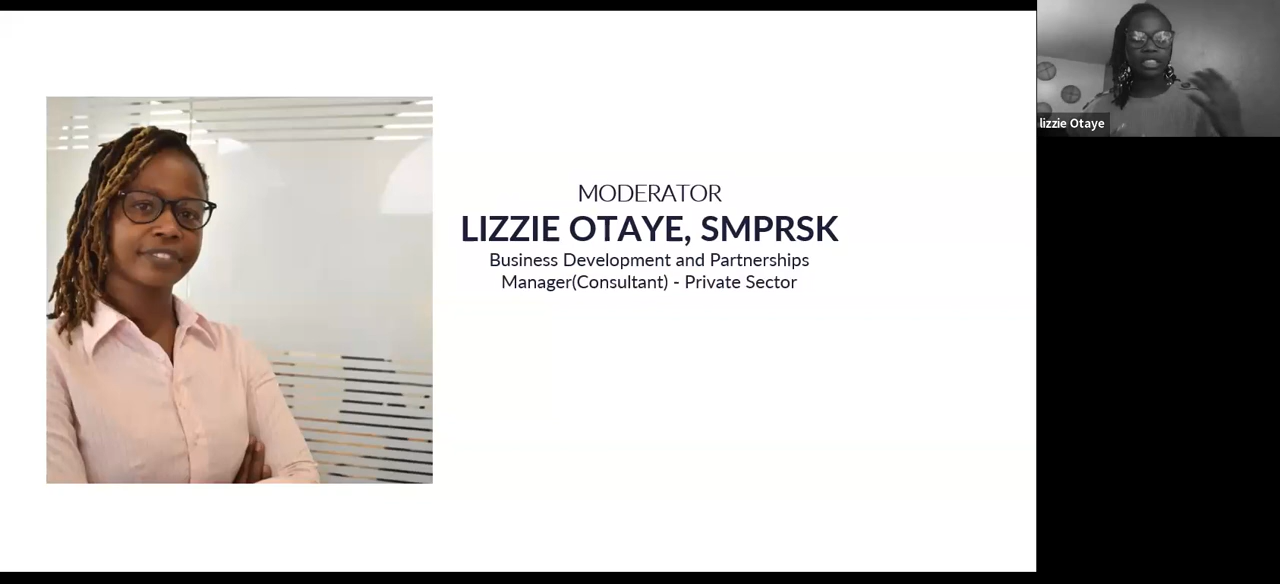 MODERATOR
LIZZIE OTAYE, SMPRSK
Business Development and Partnerships
Manager(Consultant) - Private Sector
lizzie Otaye